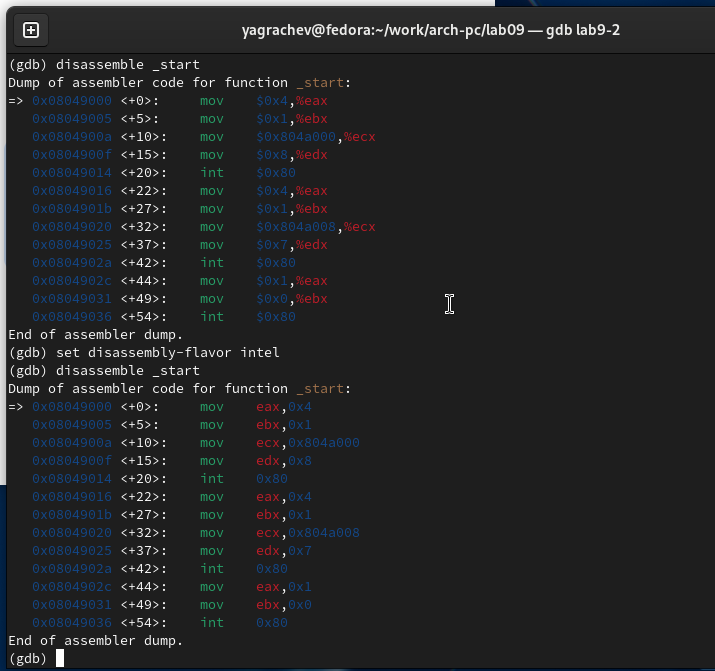 yagrachev@fedora:~/work/arch-pc/lab09 — gdb lab9-2
(gdb) disassemble _start
Dump of assembler code for function _start:
=> 0x08049000 <+0>:     mov    $0x4,%eax
   0x08049005 <+5>:     mov    $0x1,%ebx
   0x0804900a <+10>:    mov    $0x804a000,%ecx
   0x0804900f <+15>:    mov    $0x8,%edx
   0x08049014 <+20>:    int    $0x80
   0x08049016 <+22>:    mov    $0x4,%eax
   0x0804901b <+27>:    mov    $0x1,%ebx
   0x08049020 <+32>:    mov    $0x804a008,%ecx
   0x08049025 <+37>:    mov    $0x7,%edx
   0x0804902a <+42>:    int    $0x80
   0x0804902c <+44>:    mov    $0x1,%eax
   0x08049031 <+49>:    mov    $0x0,%ebx
   0x08049036 <+54>:    int    $0x80
End of assembler dump.
(gdb) set disassembly-flavor intel
(gdb) disassemble _start
Dump of assembler code for function _start:
=> 0x08049000 <+0>:     mov    eax,0x4
   0x08049005 <+5>:     mov    ebx,0x1
   0x0804900a <+10>:    mov    ecx,0x804a000
   0x0804900f <+15>:    mov    edx,0x8
   0x08049014 <+20>:    int    0x80
   0x08049016 <+22>:    mov    eax,0x4
   0x0804901b <+27>:    mov    ebx,0x1
   0x08049020 <+32>:    mov    ecx,0x804a008
   0x08049025 <+37>:    mov    edx,0x7
   0x0804902a <+42>:    int    0x80
   0x0804902c <+44>:    mov    eax,0x1
   0x08049031 <+49>:    mov    ebx,0x0
   0x08049036 <+54>:    int    0x80
End of assembler dump.
(gdb)